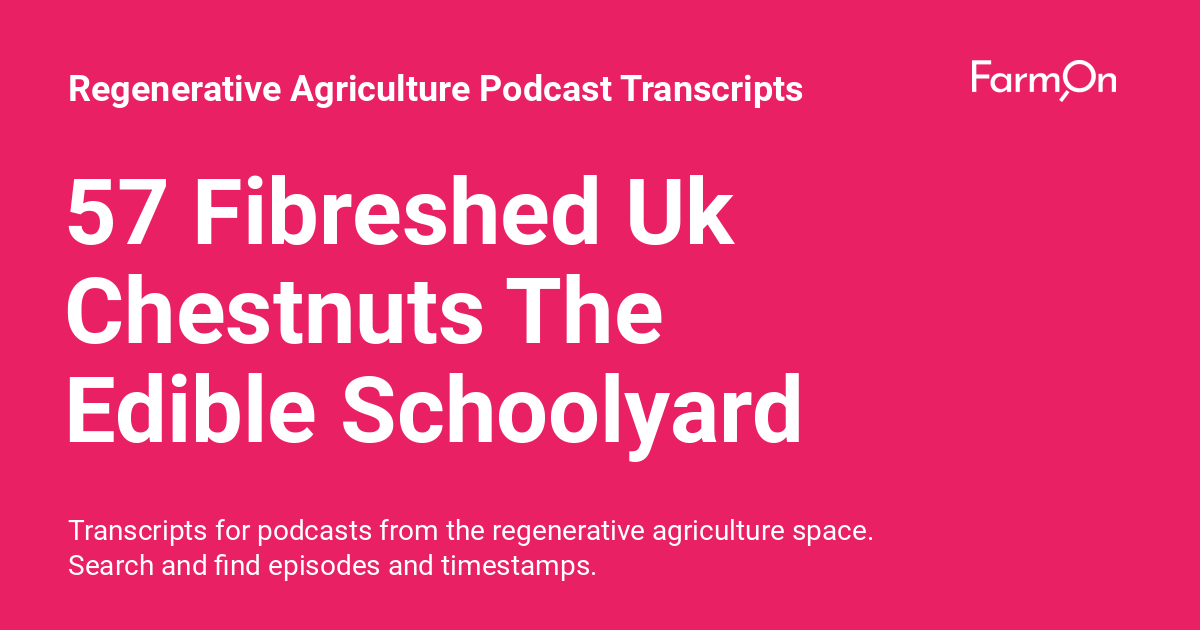 Regenerative Agriculture Podcast Transcripts
FarmOn
57 Fibreshed Uk
Chestnuts The
Edible Schoolyard
Transcripts for podcasts from the regenerative agriculture space.
Search and find episodes and timestamps.